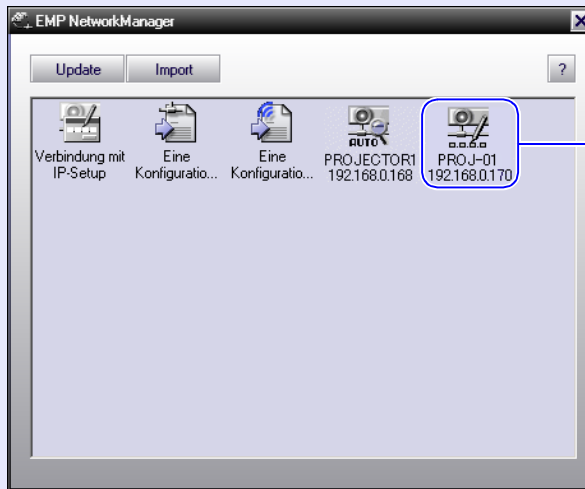 EMP NetworkManager
Update Import ?
Verbindung mit
IP-Setup
Eine
Konfiguratio...
Eine
Konfiguratio...
AUTO
PROJECTOR1
192.168.0.168
PROJ-01
192.168.0.170